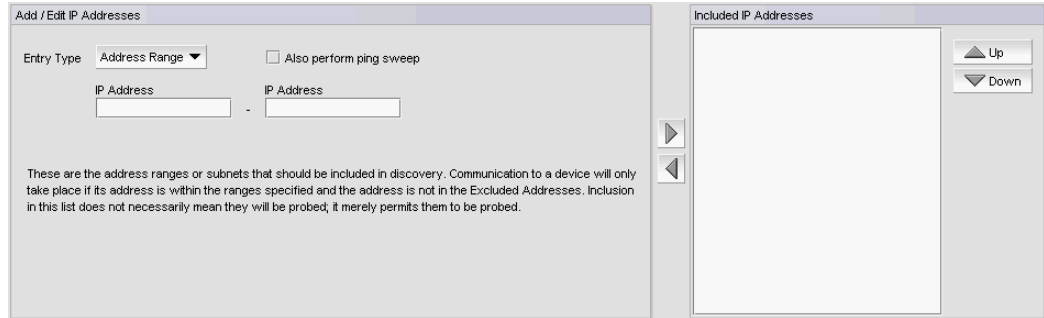 Add / Edit IP Addresses
Entry Type
Address Range
Also perform ping sweep
IP Address
IP Address
-
These are the address ranges or subnets that should be included in discovery. Communication to a device will only
take place if its address is within the ranges specified and the address is not in the Excluded Addresses. Inclusion
in this list does not necessarily mean they will be probed; it merely permits them to be probed.
Included IP Addresses
Up
Down